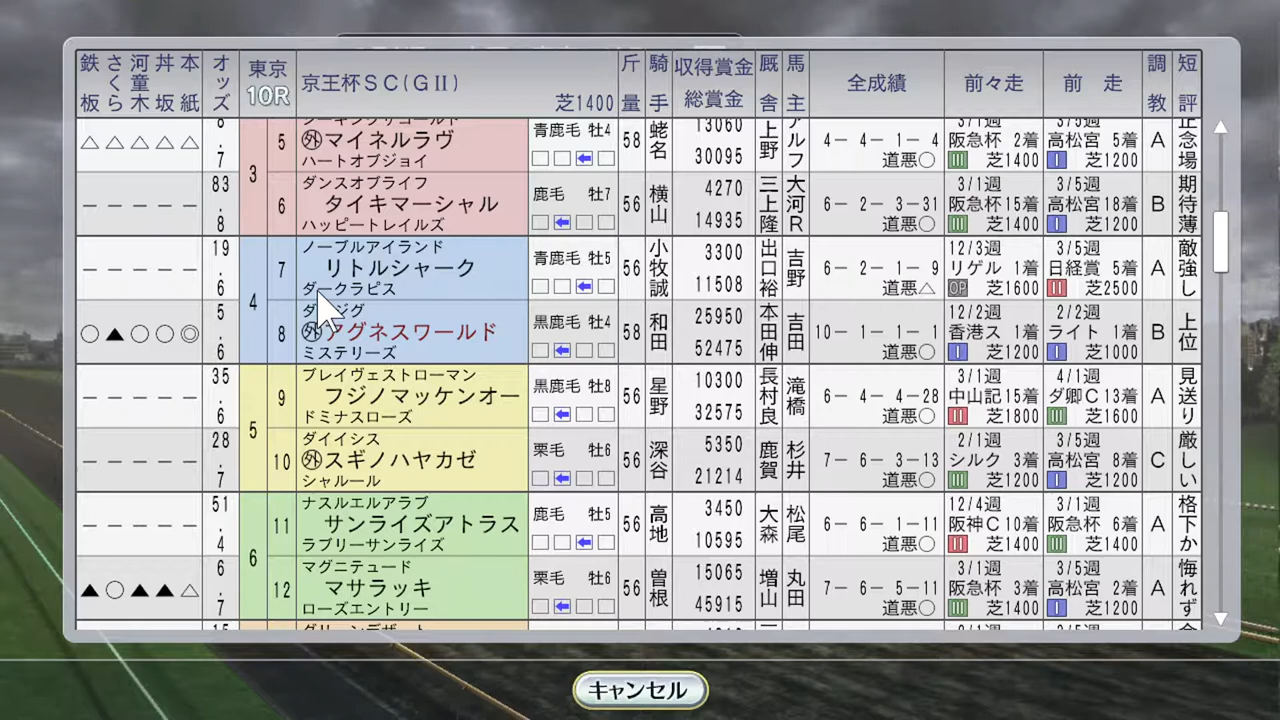 鉄板 さくら 河童木 丼坂 本紙 オッズ 東京 10R 京王杯SC(GⅡ) 芝1400 斤量 騎手 収得賞金 総賞金 厩舎 馬主 全成績 前々走 前 走 調教 短評
△ △ △ △ △ 8.7 3 5 シーキングザゴールド 青鹿毛 牡4 58 蛯名 13060 上野 アルフ 4- 4- 1- 4 3/1週 3/5週 A 正念場
外 マイネルラヴ 阪急杯 2着 高松宮 5着
ハートオブジョイ 30095 道悪○ Ⅲ 芝1400 Ⅰ 芝1200
- - - - - 83.8 6 ダンスオブライフ 鹿毛 牡7 56 横山 4270 三上隆 大河R 6- 2- 3-31 3/1週 3/5週 B 期待薄
タイキマーシャル 阪急杯15着 高松宮18着
ハッピートレイルズ 14935 道悪○ Ⅲ 芝1400 Ⅰ 芝1200
- - - - - 19.6 4 7 ノーブルアイランド 青鹿毛 牡5 56 小牧誠 3300 出口裕 吉野 6- 2- 1- 9 12/3週 3/5週 A 敵強し
リトルシャーク リゲル 1着 日経賞 5着
ダークラピス 11508 道悪△ OP 芝1600 Ⅱ 芝2500
○ ▲ ○ ○ ◎ 5.6 8 ダンジグ 黒鹿毛 牡4 58 和田 25950 本田伸 吉田 10- 1- 1- 1 12/2週 2/2週 B 上位
外 アグネスワールド 香港ス 1着 ライト 1着
ミステリーズ 52475 道悪○ Ⅰ 芝1200 Ⅰ 芝1000
- - - - - 35.6 5 9 ブレイヴェストローマン 黒鹿毛 牡8 56 星野 10300 長村良 滝橋 6- 4- 4-28 3/1週 4/1週 A 見送り
フジノマッケンオー 中山記15着 ダ卿C13着
ドミナスローズ 32575 道悪○ Ⅱ 芝1800 Ⅲ 芝1600
- - - - - 28.7 10 ダイイシス 栗毛 牡6 56 深谷 5350 鹿賀 杉井 7- 6- 3-13 2/1週 3/5週 C 厳しい
外 スギノハヤカゼ シルク 3着 高松宮 8着
シャルール 21214 道悪○ Ⅲ 芝1200 Ⅰ 芝1200
- - - - - 51.4 6 11 ナスルエルアラブ 鹿毛 牡5 56 高地 3450 大森 松尾 6- 6- 1-11 12/4週 3/1週 A 格下か
サンライズアトラス 阪神C10着 阪急杯 6着
ラブリーサンライズ 10595 道悪○ Ⅱ 芝1400 Ⅲ 芝1400
▲ ○ ▲ ▲ △ 6.7 12 マグニテュード 栗毛 牡6 56 曽根 15065 増山 丸田 7- 6- 5-11 3/1週 3/5週 A 悔れず
マサラッキ 阪急杯 3着 高松宮 2着
ローズエントリー 45915 道悪○ Ⅲ 芝1400 Ⅰ 芝1200
グリーンデザート
キャンセル